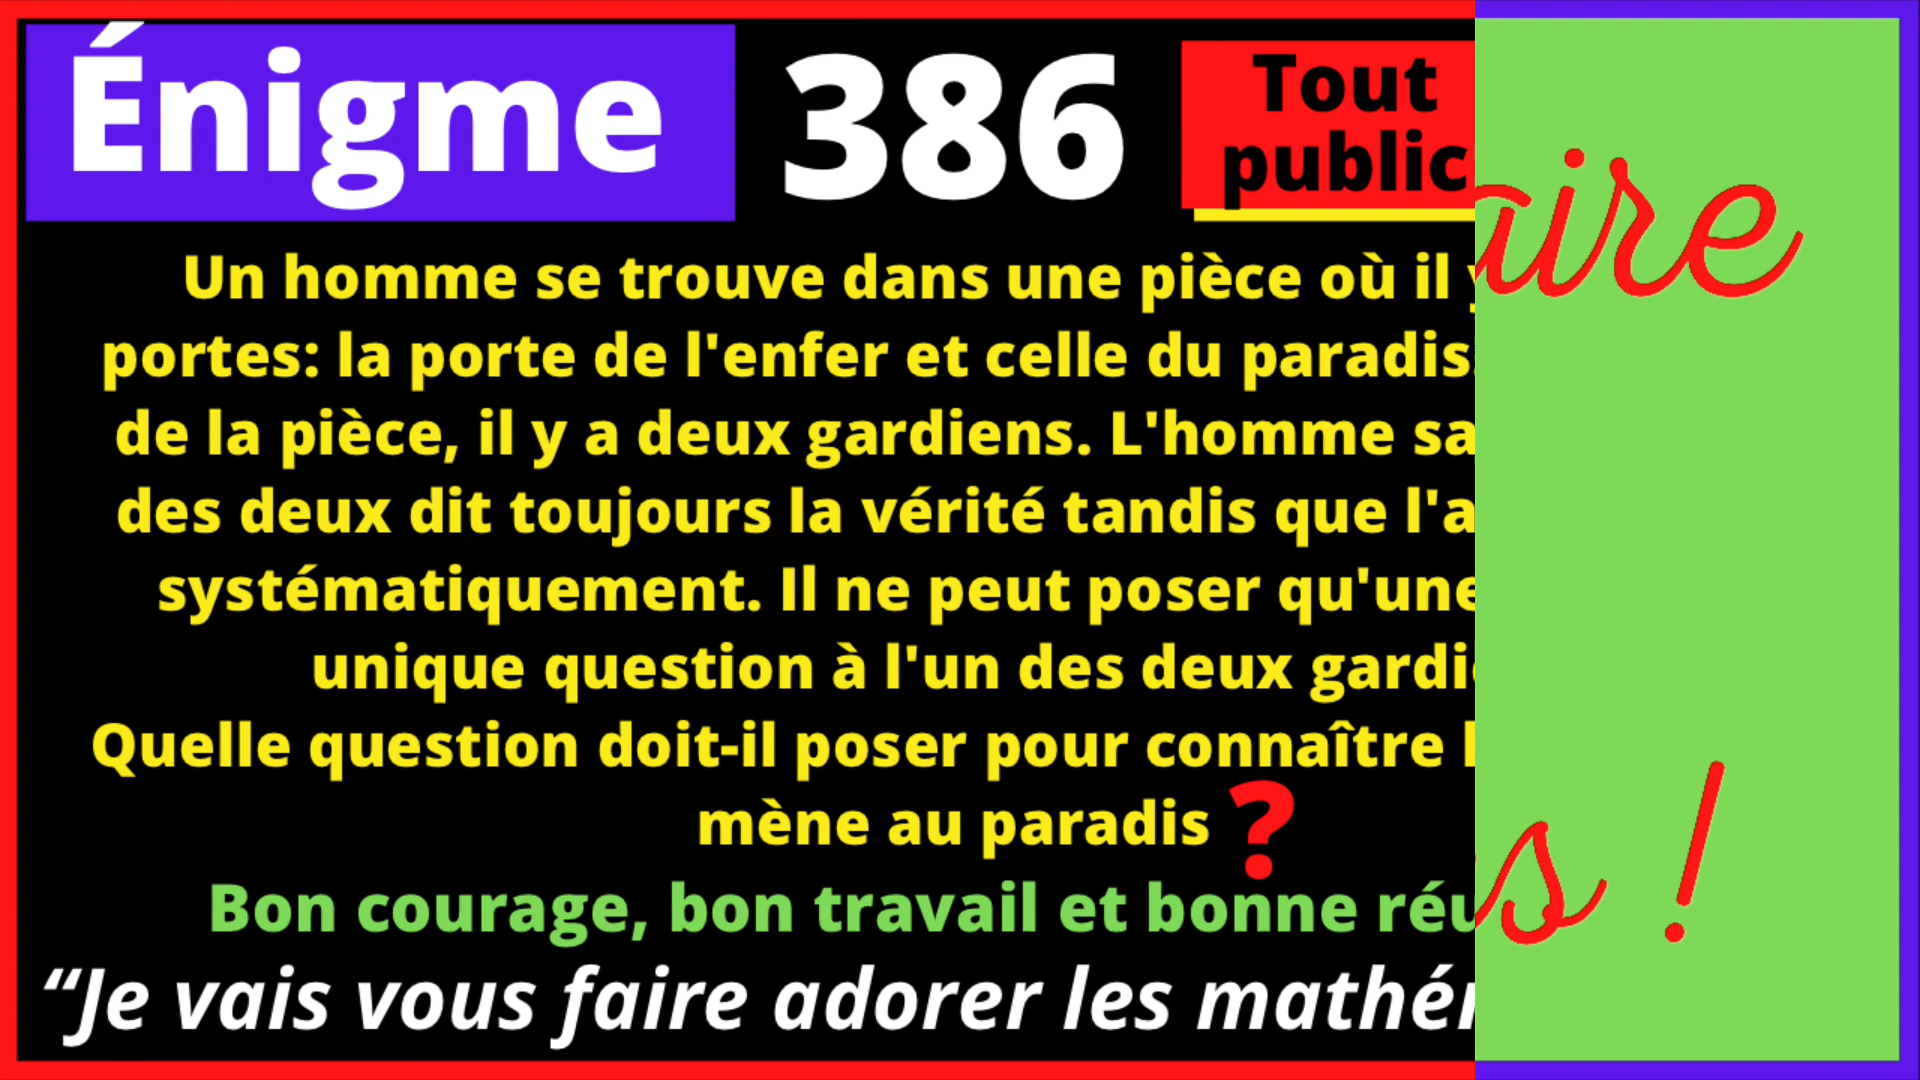 Énigme 386 Tout
public
Un homme se trouve dans une pièce où il
portes: la porte de l'enfer et celle du paradis
de la pièce, il y a deux gardiens. L'homme sa
des deux dit toujours la vérité tandis que l'a
systématiquement. Il ne peut poser qu'une
unique question à l'un des deux gardi
Quelle question doit-il poser pour connaître
mène au paradis ?
Bon courage, bon travail et bonne réu
“Je vais vous faire adorer les mathé
aire
s !